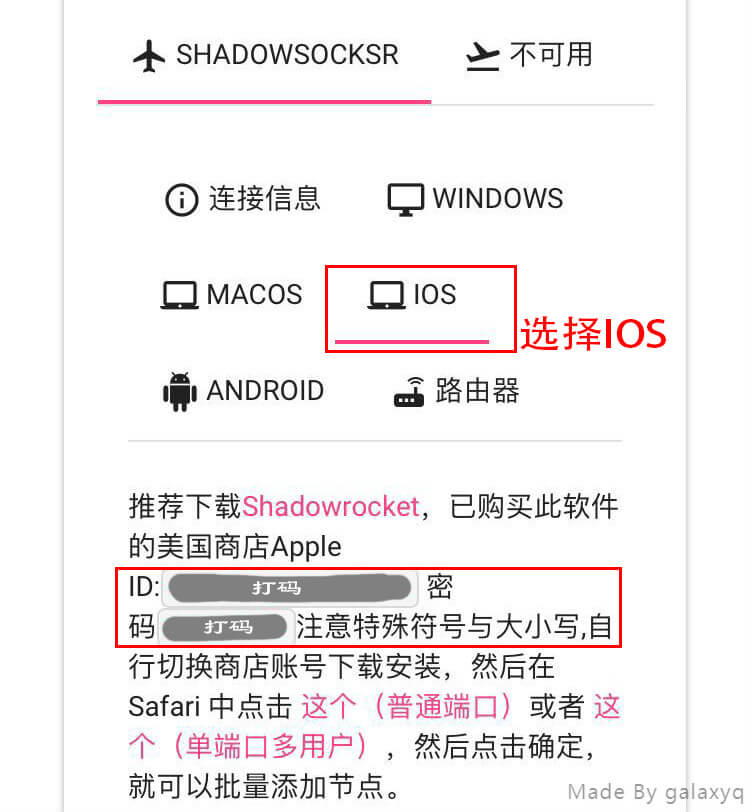 SHADOWSOCKSR 不可用
连接信息 WINDOWS
MACOS IOS
选择IOS
ANDROID 路由器
推荐下载Shadowrocket，已购买此软件
的美国商店Apple
ID: 打码 密
码 打码 注意特殊符号与大小写,自
行切换商店账号下载安装，然后在
Safari 中点击 这个（普通端口）或者 这
个（单端口多用户），然后点击确定，
就可以批量添加节点。
Made By galaxyq